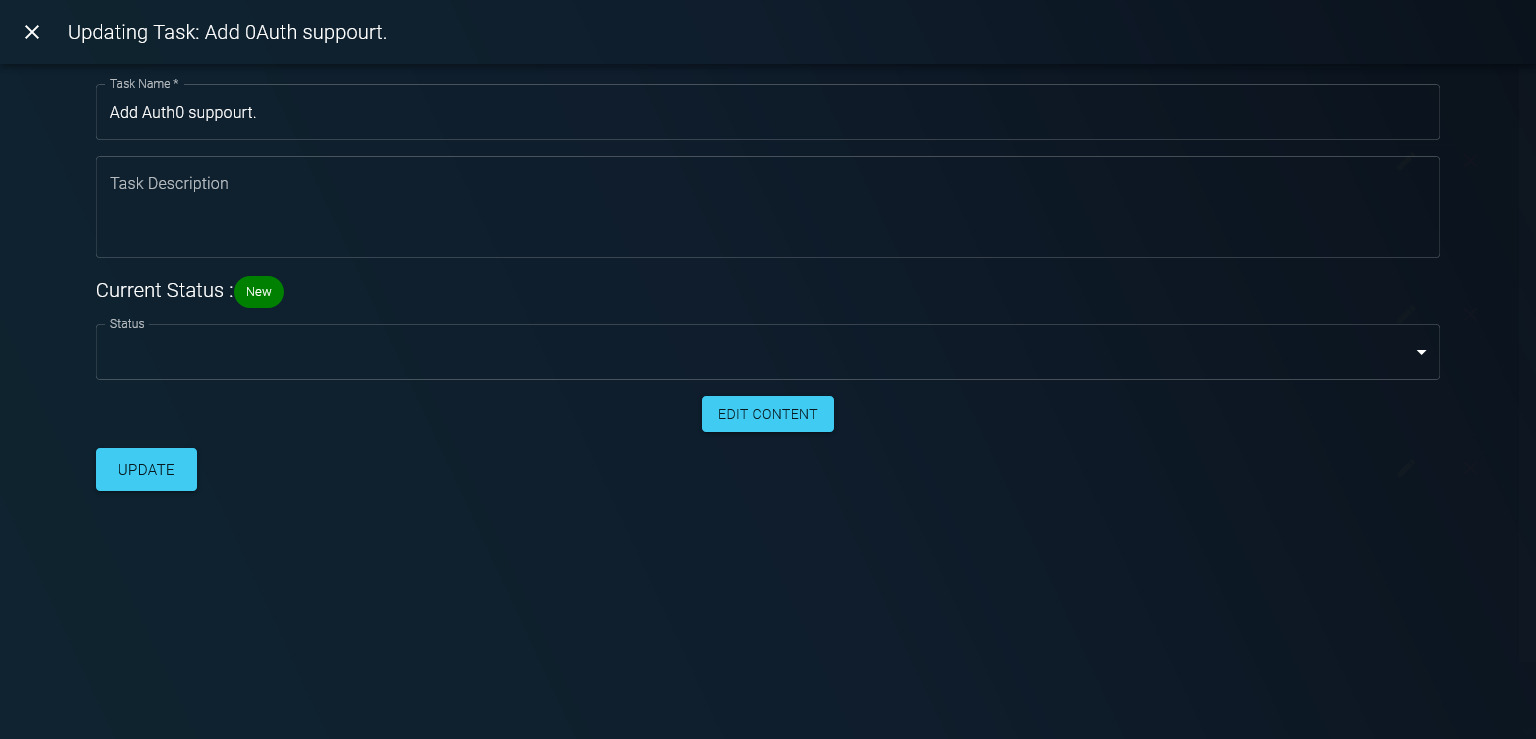 Updating Task: Add 0Auth suppourt.
Task Name *
Add Auth0 suppourt.
Task Description
Current Status : New
Status
EDIT CONTENT
UPDATE